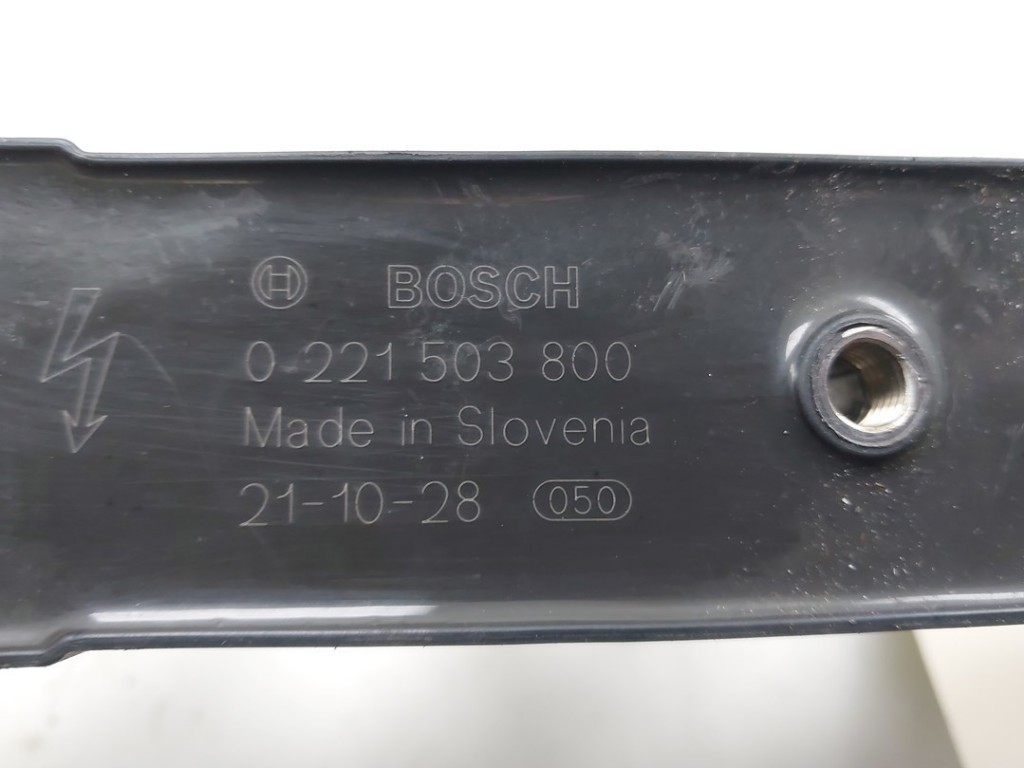 BOSCH
0 221 503 800
Made in Slovenia
21-10-28 050